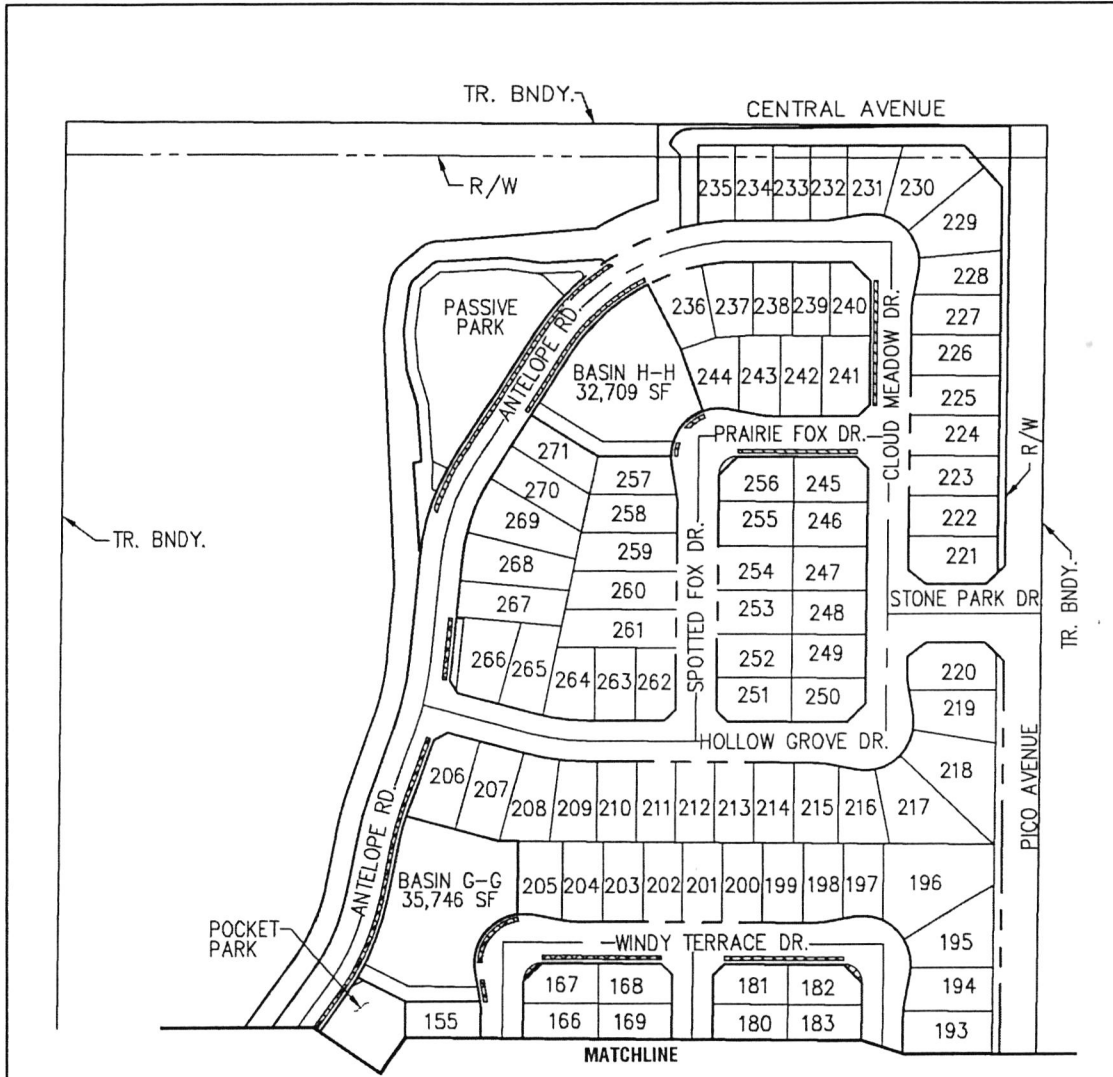 TR. BNDY.
CENTRAL AVENUE
R/W
235 234 233 232 231 230
229
228
227
226
225
224
223
222
221
PASSIVE
PARK
ANTELOPE RD.
BASIN H-H
32,709 SF
236 237 238 239 240
244 243 242 241
CLOUD MEADOW DR.
PRAIRIE FOX DR.
R/W
TR. BNDY.
TR. BNDY.
271
270
269
268
267
266 265 264 263 262
257
258
259
260
261
SPOTTED FOX DR.
256 245
255 246
254 247
253 248
252 249
251 250
STONE PARK DR
220
219
218
217
HOLLOW GROVE DR.
PICO AVENUE
206 207 208 209 210 211 212 213 214 215 216
ANTELOPE RD.
BASIN G-G
35,746 SF
205 204 203 202 201 200 199 198 197 196
195
194
193
POCKET
PARK
WINDY TERRACE DR.
167 168 181 182
155 166 169 180 183
MATCHLINE